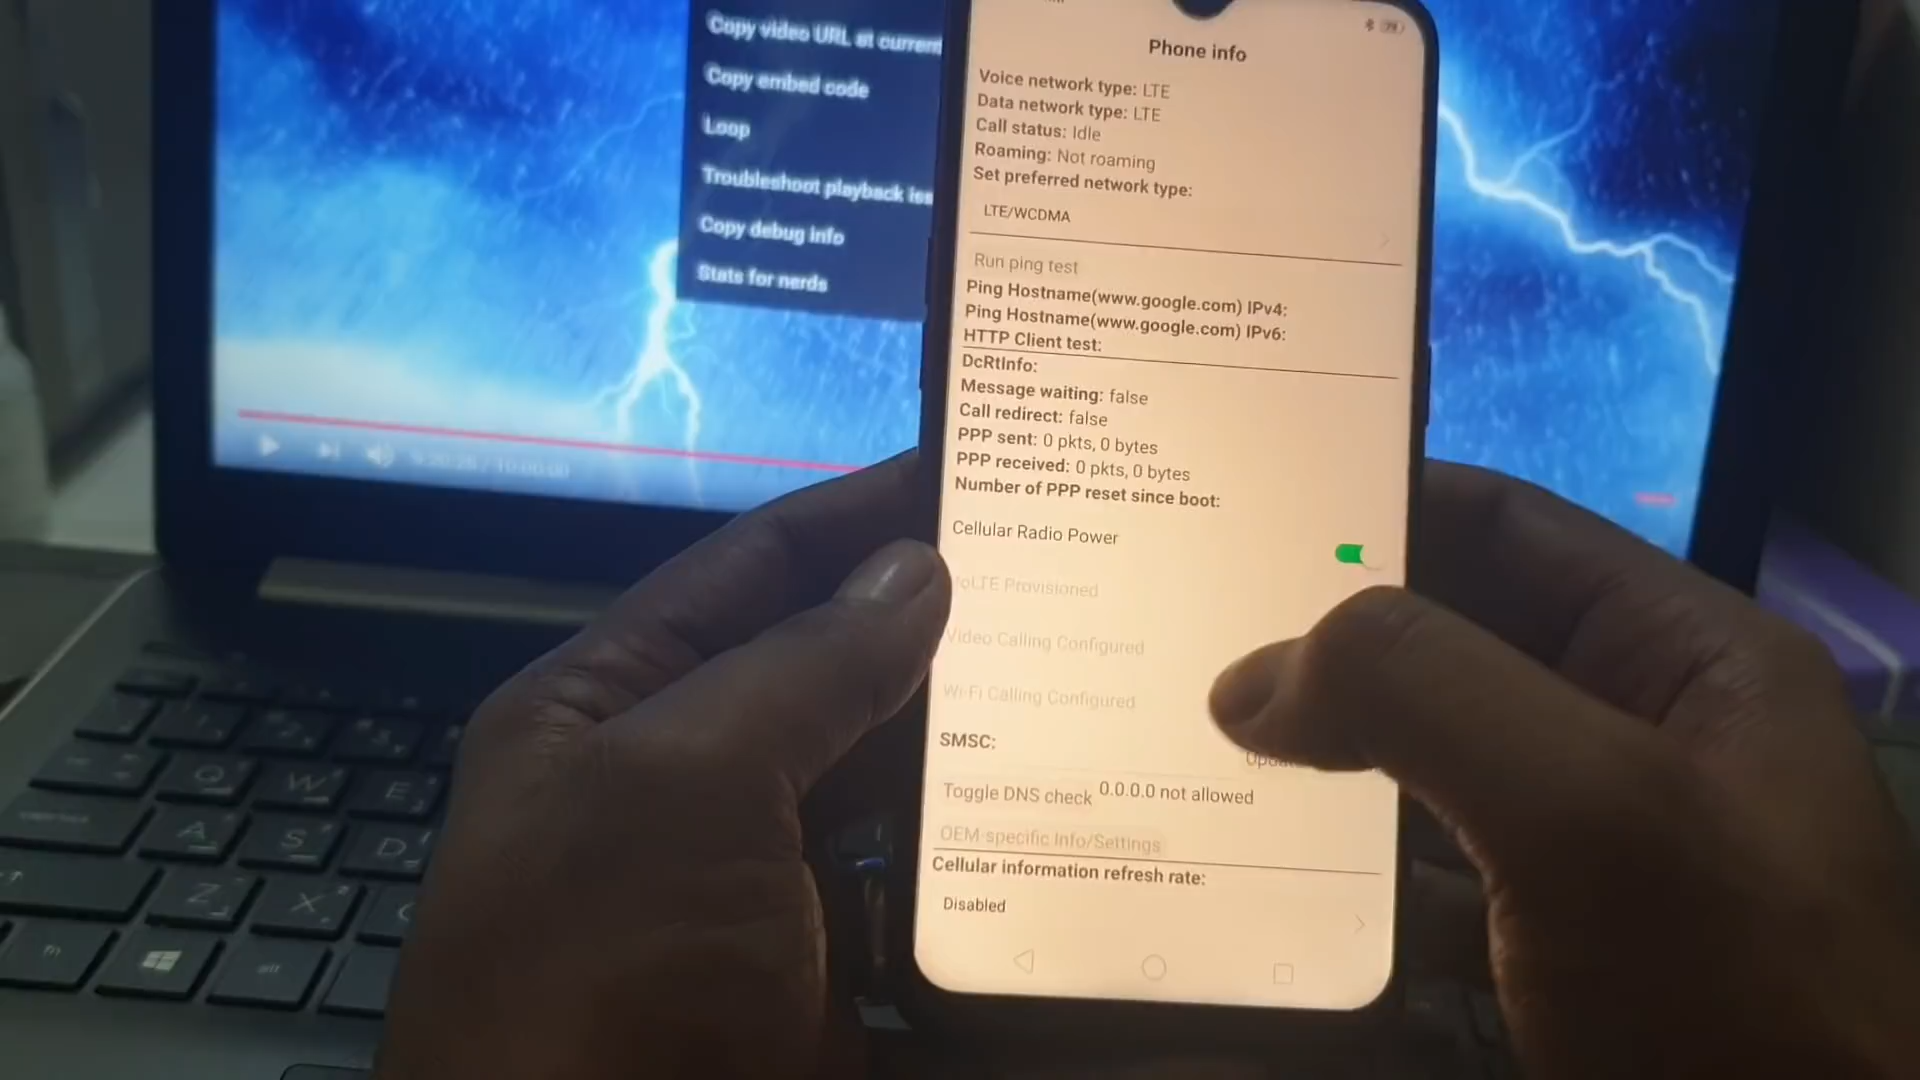 Copy video URL at current
Copy embed code
Loop
Troubleshoot playback iss
Copy debug info
Stats for nerds
Phone info
Voice network type: LTE
Data network type: LTE
Call status: Idle
Roaming: Not roaming
Set preferred network type:
LTE/WCDMA
Run ping test
Ping Hostname(www.google.com) IPv4:
Ping Hostname(www.google.com) IPv6:
HTTP Client test:
DcRtInfo:
Message waiting: false
Call redirect: false
PPP sent: 0 pkts, 0 bytes
PPP received: 0 pkts, 0 bytes
Number of PPP reset since boot:
Cellular Radio Power
oLTE Provisioned
Video Calling Configured
Wi-Fi Calling Configured
SMSC:
Toggle DNS check 0.0.0.0 not allowed
OEM-specific Info/Settings
Cellular information refresh rate:
Disabled
Q W E
A S D
Z X
fn
alt